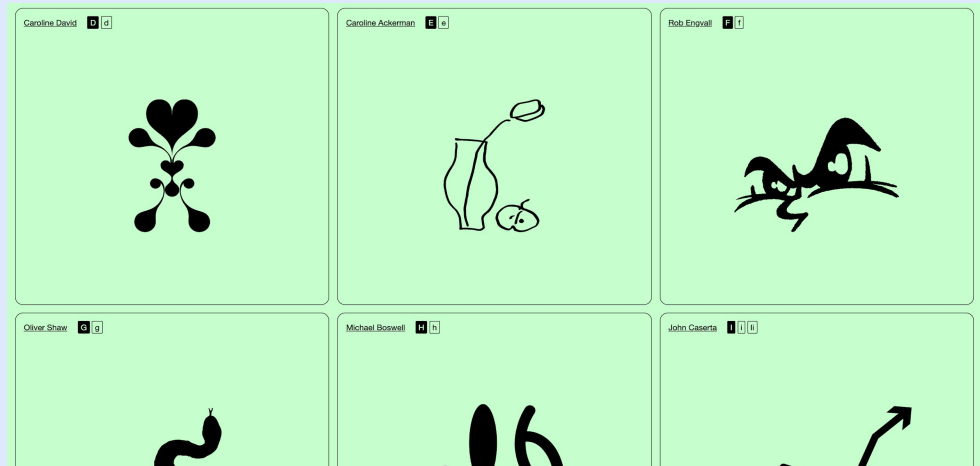 Caroline David D d
Caroline Ackerman E e
Rob Engvall F f
Oliver Shaw G g
Michael Boswell H h
John Caserta I i Ii